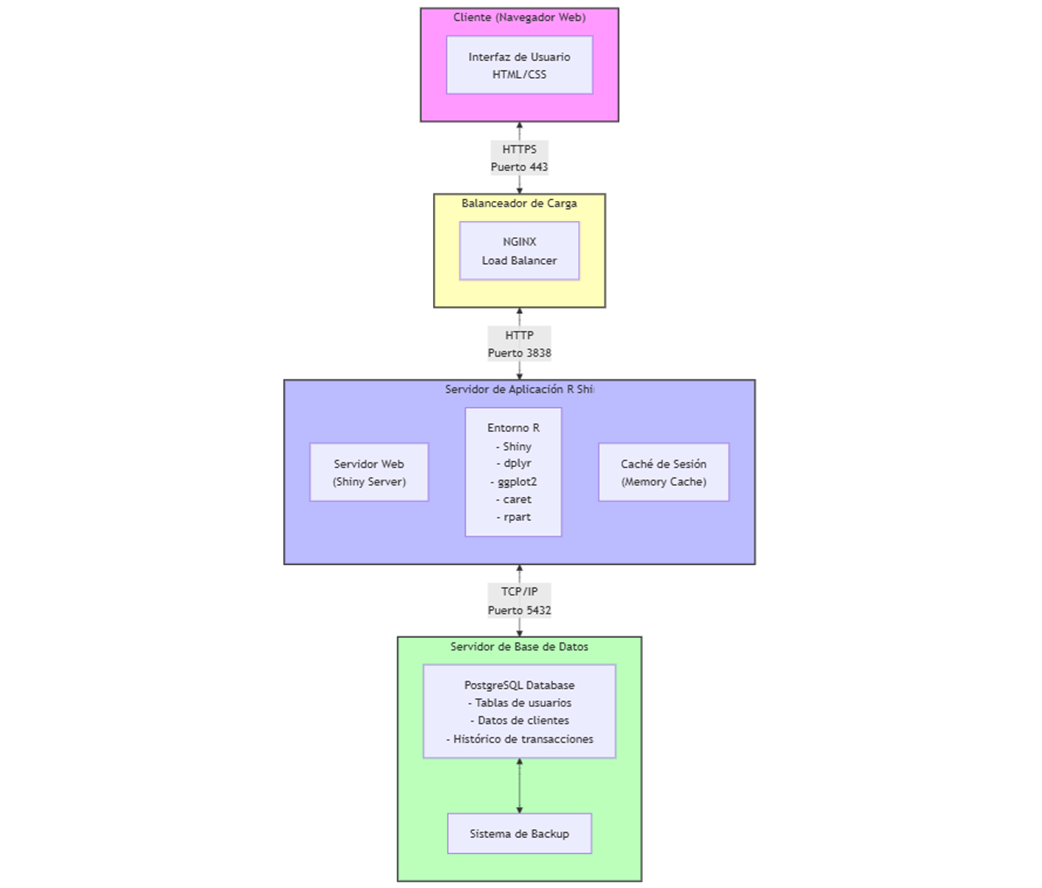 Cliente (Navegador Web)
Interfaz de Usuario
HTML/CSS
HTTPS
Puerto 443
Balanceador de Carga
NGINX
Load Balancer
HTTP
Puerto 3838
Servidor de Aplicación R Shi
Servidor Web
(Shiny Server)
Entorno R
- Shiny
- dplyr
- ggplot2
- caret
- rpart
Caché de Sesión
(Memory Cache)
TCP/IP
Puerto 5432
Servidor de Base de Datos
PostgreSQL Database
- Tablas de usuarios
- Datos de clientes
- Histórico de transacciones
Sistema de Backup